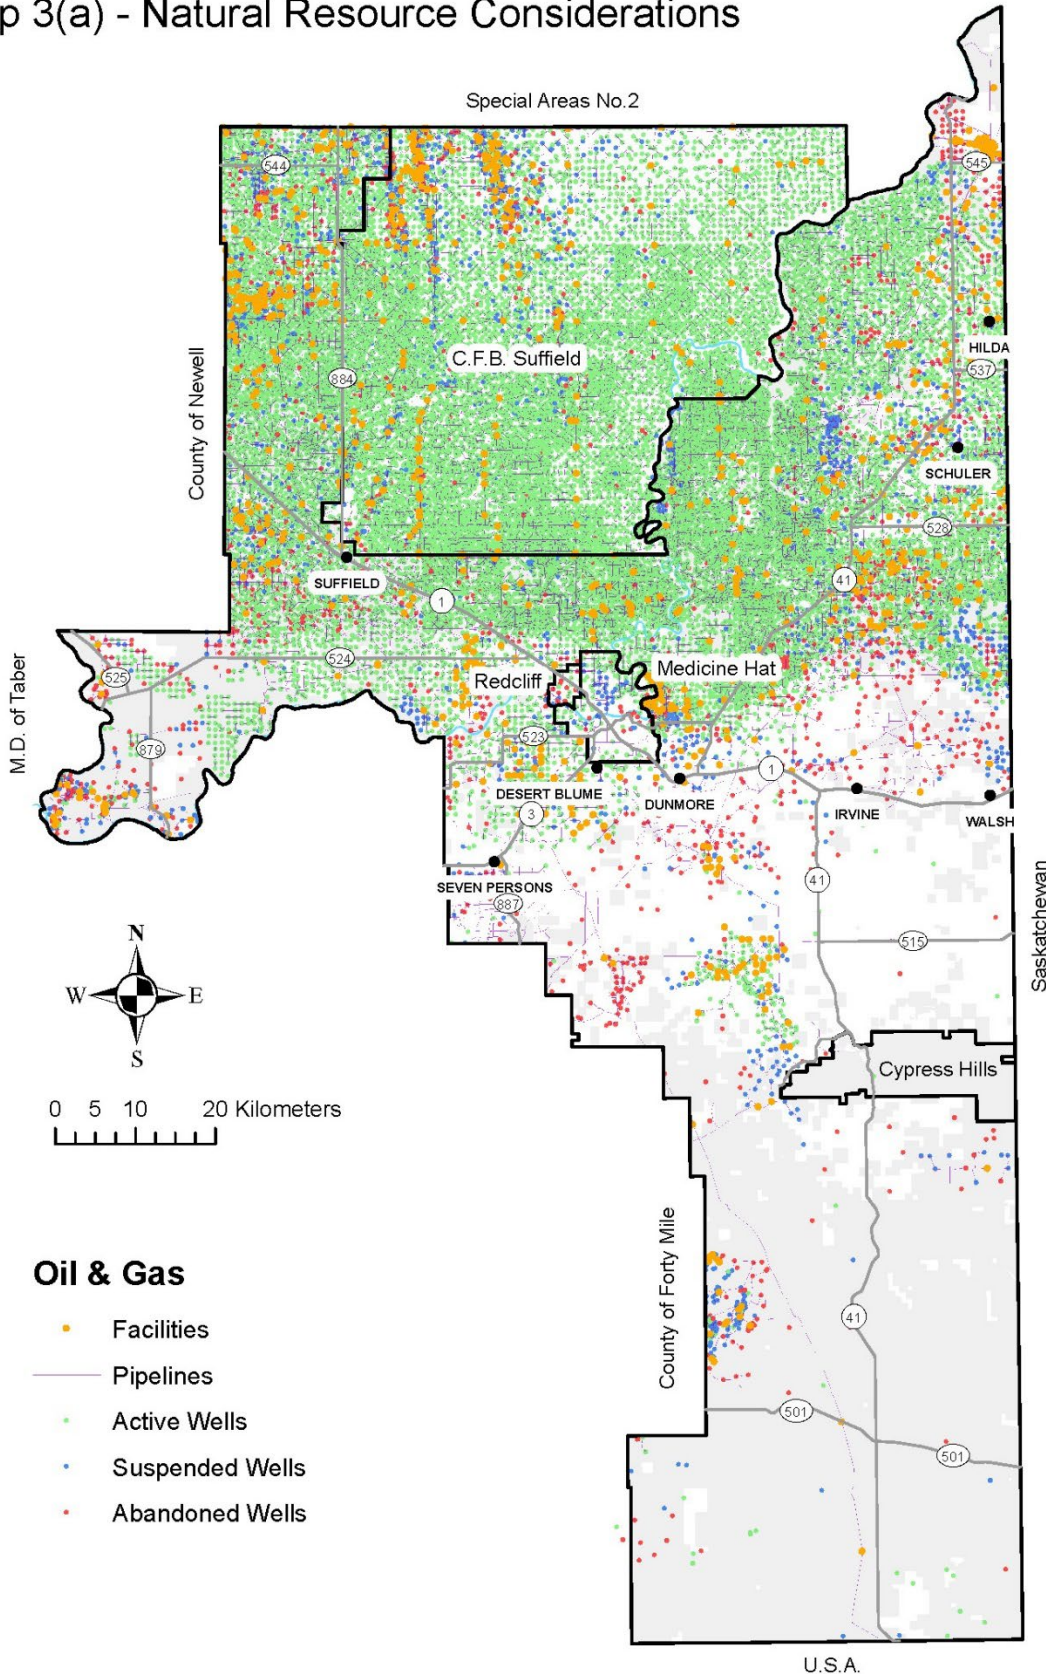 p 3(a) - Natural Resource Considerations
Special Areas No.2
544
545
County of Newell
C.F.B. Suffield
HILDA
537
884
SCHULER
528
SUFFIELD
41
1
524
Redcliff
Medicine Hat
525
M.D. of Taber
879
523
1
DESERT BLUME
DUNMORE
IRVINE
WALSH
3
SEVEN PERSONS
887
41
515
Saskatchewan
N
W
E
S
Cypress Hills
0 5 10 20 Kilometers
County of Forty Mile
Oil & Gas
Facilities
Pipelines
Active Wells
Suspended Wells
Abandoned Wells
41
501
501
U.S.A.